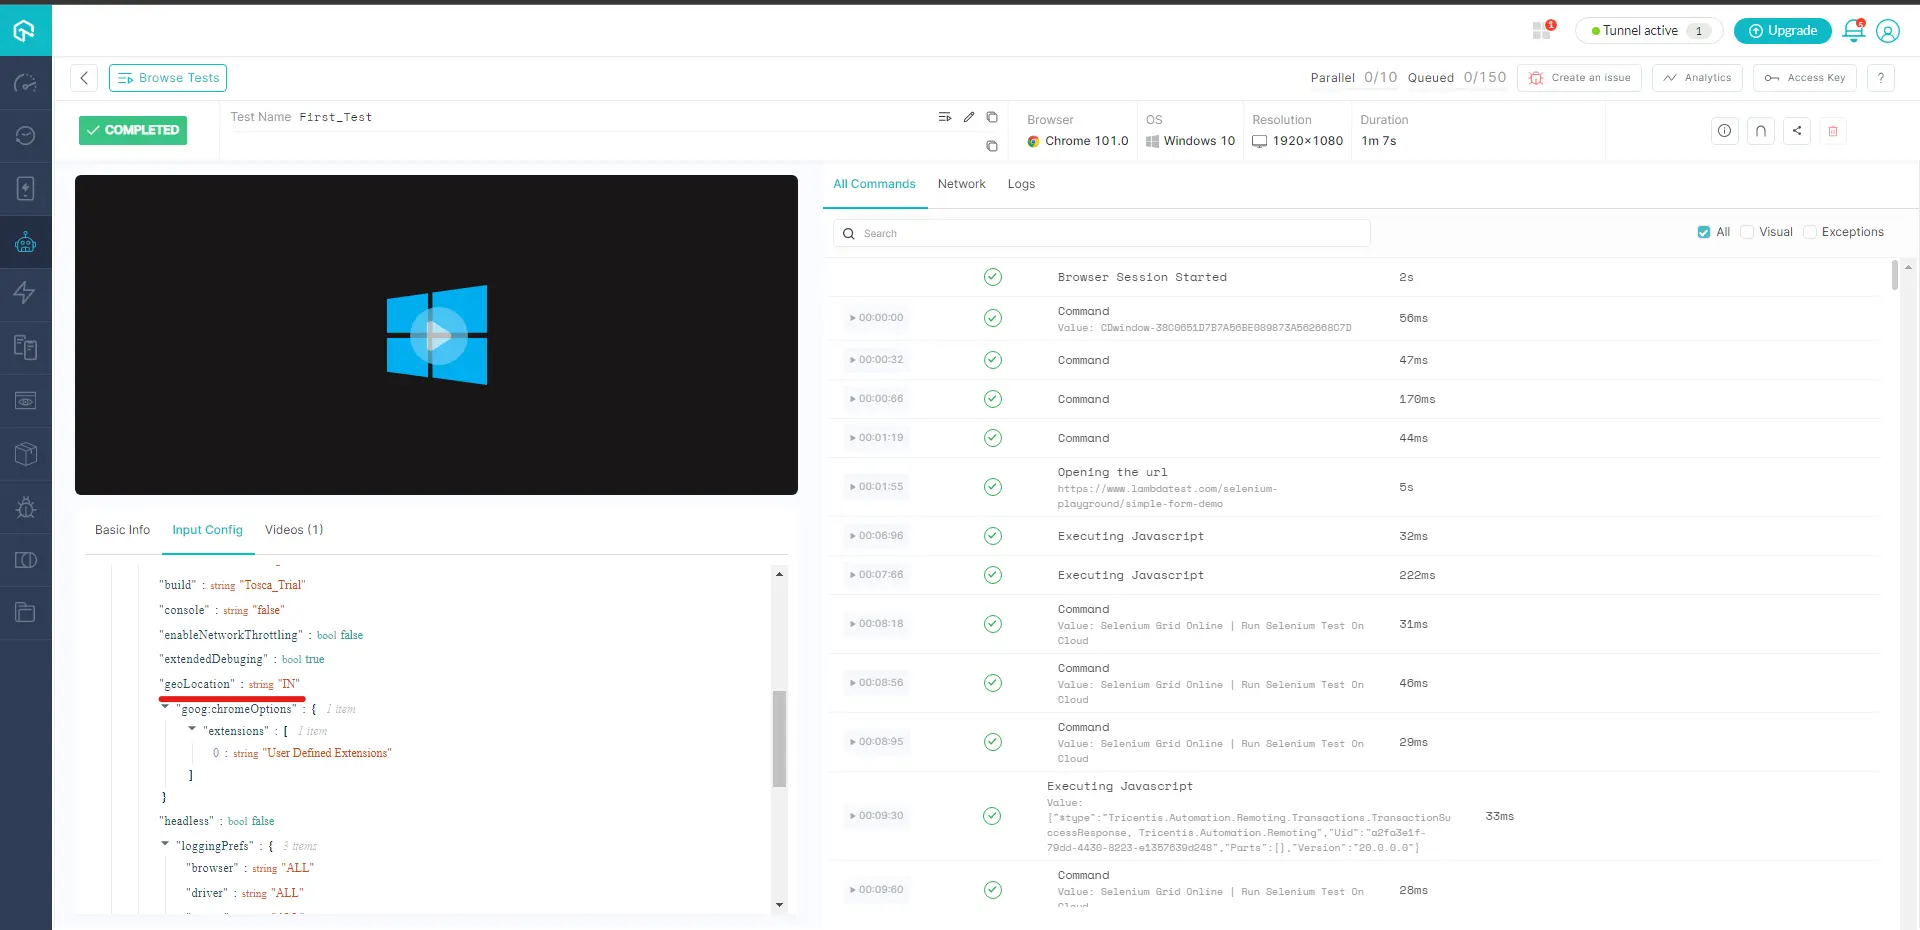 1
Tunnel active 1
Upgrade
5
Browse Tests
Parallel 0/10 Queued 0/150
Create an issue
Analytics
Access Key
?
COMPLETED
Test Name First_Test
Browser
Chrome 101.0
OS
Windows 10
Resolution
1920×1080
Duration
1m 7s
All Commands
Network
Logs
Search
All
Visual
Exceptions
Browser Session Started 2s
00:00:00 Command 56ms
Value: CDwindow-38C0651D7B7A56BE089873A562668C7D
00:00:32 Command 47ms
00:00:66 Command 170ms
00:01:19 Command 44ms
00:01:55 Opening the url 5s
https://www.lambdatest.com/selenium-
playground/simple-form-demo
00:06:96 Executing Javascript 32ms
00:07:66 Executing Javascript 222ms
00:08:18 Command 31ms
Value: Selenium Grid Online | Run Selenium Test On
Cloud
00:08:56 Command 46ms
Value: Selenium Grid Online | Run Selenium Test On
Cloud
00:08:95 Command 29ms
Value: Selenium Grid Online | Run Selenium Test On
Cloud
00:09:30 Executing Javascript 33ms
Value:
{"$type":"Tricentis.Automation.Remoting.Transactions.TransactionSu
ccessResponse, Tricentis.Automation.Remoting","Uid":"a2fa3e1f-
79dd-4430-8223-e1357639d248","Parts":[],"Version":"20.0.0.0"}
00:09:60 Command 28ms
Value: Selenium Grid Online | Run Selenium Test On
Cloud
Basic Info
Input Config
Videos (1)
"build" : string "Tosca_Trial"
"console" : string "false"
"enableNetworkThrottling" : bool false
"extendedDebuging" : bool true
"geoLocation" : string "IN"
"goog:chromeOptions" : { 1 item
"extensions" : [ 1 item
0 : string "User Defined Extensions"
]
}
"headless" : bool false
"loggingPrefs" : { 3 items
"browser" : string "ALL"
"driver" : string "ALL"